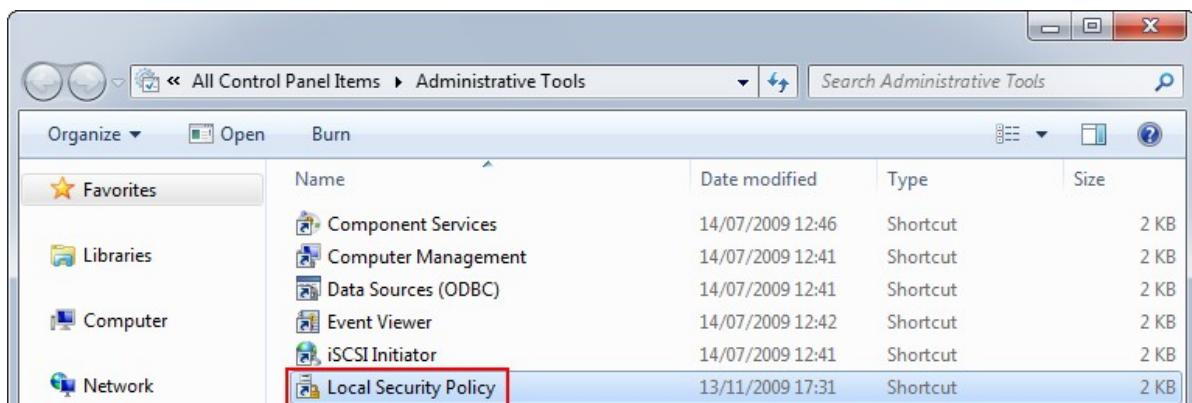 « All Control Panel Items ▸ Administrative Tools Search Administrative Tools
Organize Open Burn
Favorites Name Date modified Type Size
Component Services 14/07/2009 12:46 Shortcut 2 KB
Libraries Computer Management 14/07/2009 12:41 Shortcut 2 KB
Data Sources (ODBC) 14/07/2009 12:41 Shortcut 2 KB
Computer Event Viewer 14/07/2009 12:42 Shortcut 2 KB
iSCSI Initiator 14/07/2009 12:41 Shortcut 2 KB
Network Local Security Policy 13/11/2009 17:31 Shortcut 2 KB